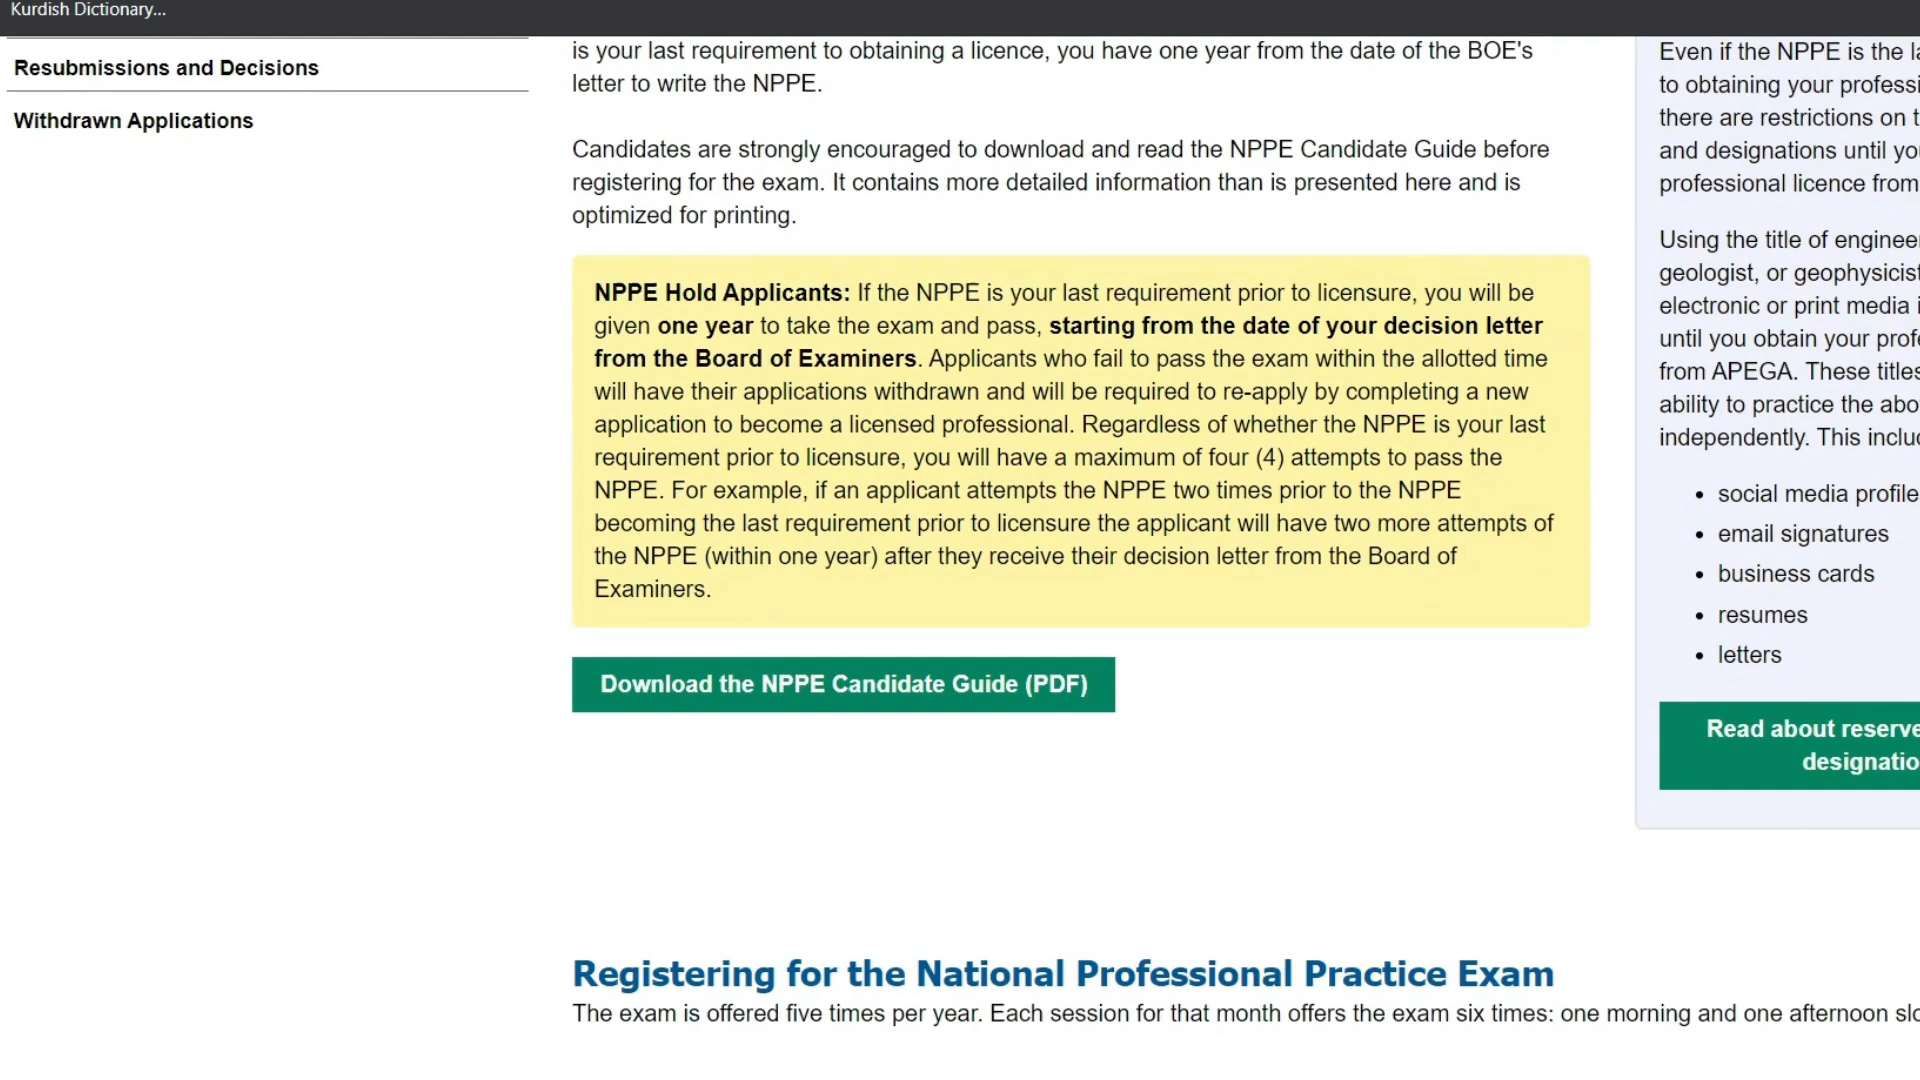 Kurdish Dictionary...
Resubmissions and Decisions
Withdrawn Applications
is your last requirement to obtaining a licence, you have one year from the date of the BOE's
letter to write the NPPE.
Candidates are strongly encouraged to download and read the NPPE Candidate Guide before
registering for the exam. It contains more detailed information than is presented here and is
optimized for printing.
NPPE Hold Applicants: If the NPPE is your last requirement prior to licensure, you will be
given one year to take the exam and pass, starting from the date of your decision letter
from the Board of Examiners. Applicants who fail to pass the exam within the allotted time
will have their applications withdrawn and will be required to re-apply by completing a new
application to become a licensed professional. Regardless of whether the NPPE is your last
requirement prior to licensure, you will have a maximum of four (4) attempts to pass the
NPPE. For example, if an applicant attempts the NPPE two times prior to the NPPE
becoming the last requirement prior to licensure the applicant will have two more attempts of
the NPPE (within one year) after they receive their decision letter from the Board of
Examiners.
Download the NPPE Candidate Guide (PDF)
Registering for the National Professional Practice Exam
The exam is offered five times per year. Each session for that month offers the exam six times: one morning and one afternoon
Even if the NPPE is the
to obtaining your
there are restrictions on
and designations until
professional licence from
Using the title of
geologist, or
electronic or print media
until you obtain your
from APEGA. These
ability to practice the
independently. This
• social media
• email signatures
• business cards
• resumes
• letters
Read about